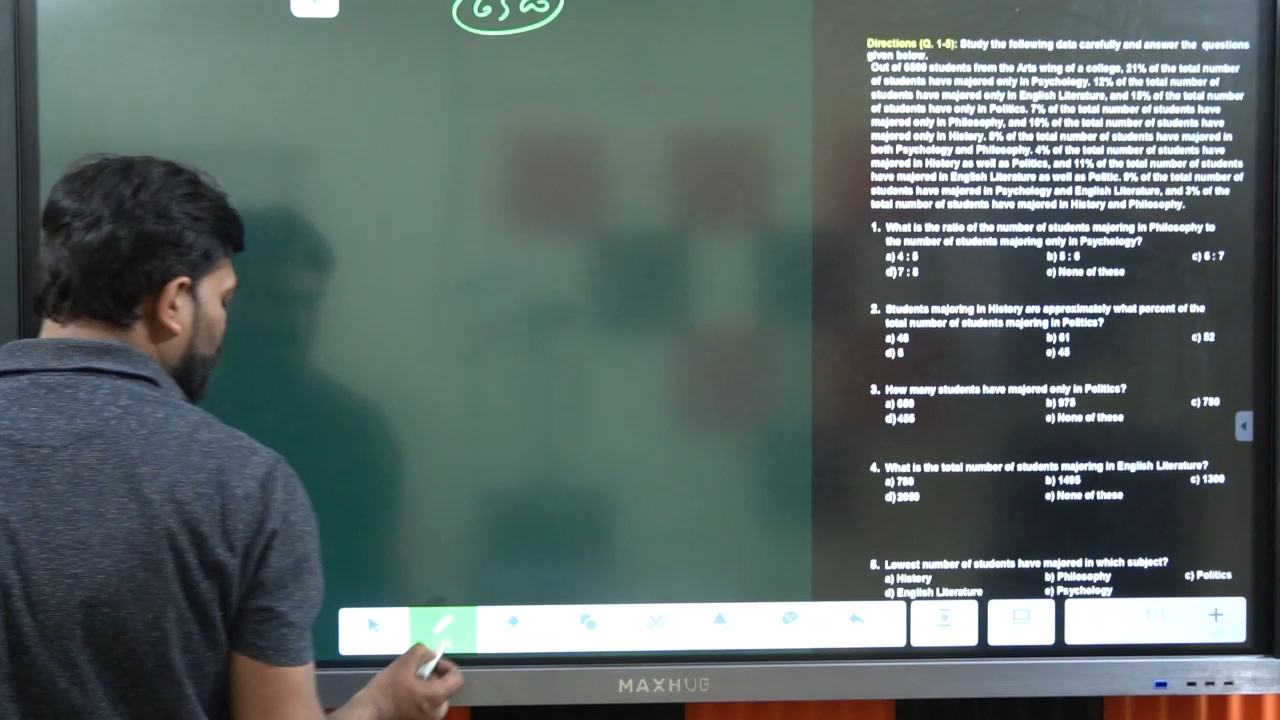 6500
Directions (Q. 1-5): Study the following data carefully and answer the questions
given below.
Out of 6500 students from the Arts wing of a college, 21% of the total number
of students have majored only in Psychology. 12% of the total number of
students have majored only in English Literature, and 15% of the total number
of students have only in Politics. 7% of the total number of students have
majored only in Philosophy, and 10% of the total number of students have
majored only in History. 8% of the total number of students have majored in
both Psychology and Philosophy. 4% of the total number of students have
majored in History as well as Politics, and 11% of the total number of students
have majored in English Literature as well as Politic. 9% of the total number of
students have majored in Psychology and English Literature, and 3% of the
total number of students have majored in History and Philosophy.
1. What is the ratio of the number of students majoring in Philosophy to
the number of students majoring only in Psychology?
a) 4 : 5 b) 5 : 6 c) 6 : 7
d) 7 : 8 e) None of these
2. Students majoring in History are approximately what percent of the
total number of students majoring in Politics?
a) 48 b) 61 c) 52
d) 6 e) 45
3. How many students have majored only in Politics?
a) 650 b) 975 c) 780
d) 455 e) None of these
4. What is the total number of students majoring in English Literature?
a) 780 b) 1495 c) 1300
d) 2080 e) None of these
5. Lowest number of students have majored in which subject?
a) History b) Philosophy c) Politics
d) English Literature e) Psychology
1/1
MAXHUB